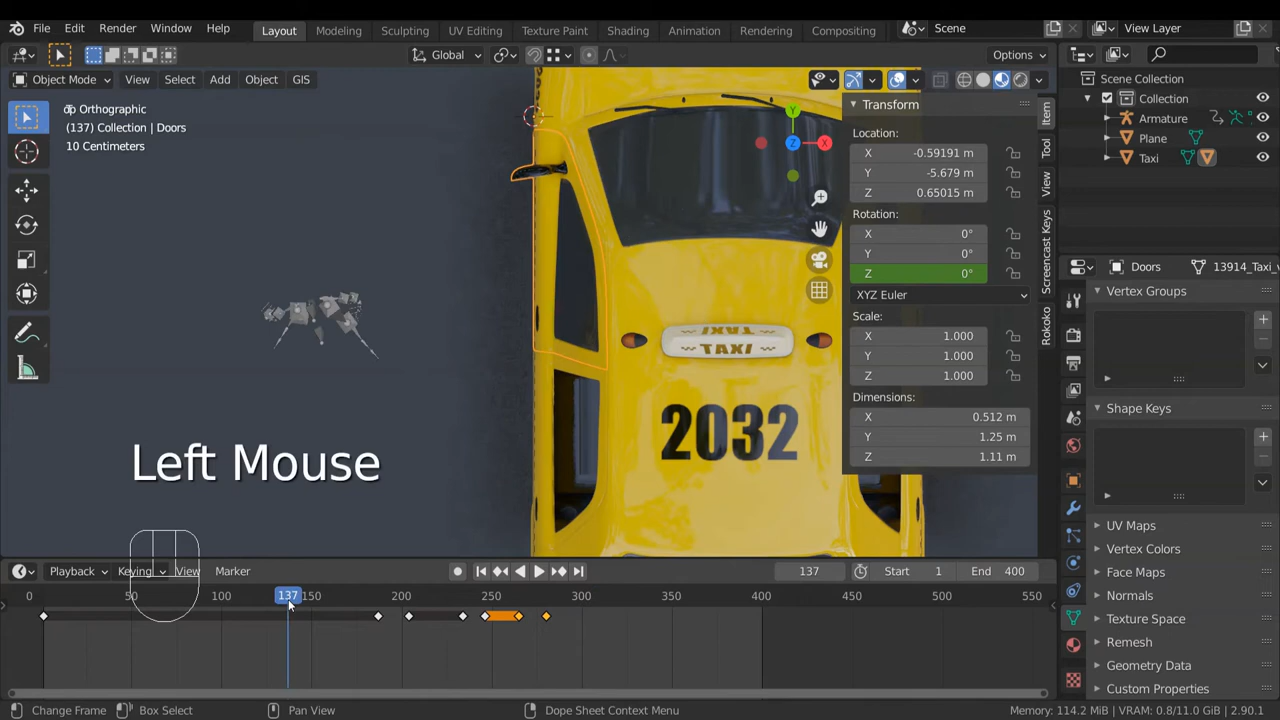 File Edit Render Window Help Layout Modeling Sculpting UV Editing Texture Paint Shading Animation Rendering Compositing Scene View Layer
Global Options
Object Mode View Select Add Object GIS
Orthographic
(137) Collection | Doors
10 Centimeters
Transform
Location:
X -0.59191 m
Y -5.679 m
Z 0.65015 m
Rotation:
X 0°
Y 0°
Z 0°
XYZ Euler
Scale:
X 1.000
Y 1.000
Z 1.000
Dimensions:
X 0.512 m
Y 1.25 m
Z 1.11 m
Item
Tool
View
Screencast Keys
Rokoko
Y
Z
X
TAXI
TAXI
2032
Left Mouse
Scene Collection
Collection
Armature
Plane
Taxi
Doors 13914_Taxi_v
Vertex Groups
Shape Keys
UV Maps
Vertex Colors
Face Maps
Normals
Texture Space
Remesh
Geometry Data
Custom Properties
Playback Keying View Marker 137 Start 1 End 400
0 50 100 137 150 200 250 300 350 400 450 500 550
Change Frame Box Select Pan View Dope Sheet Context Menu Memory: 114.2 MiB | VRAM: 0.8/11.0 GiB | 2.90.1